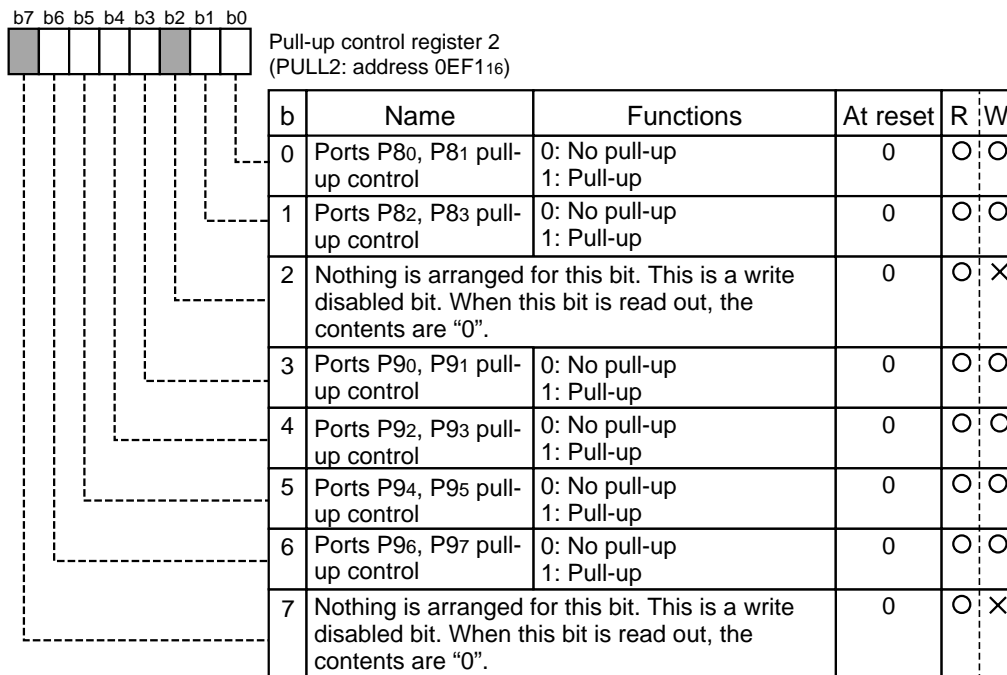 b7 b6 b5 b4 b3 b2 b1 b0
Pull-up control register 2
(PULL2: address 0EF116)
b Name Functions At reset R W
0 Ports P80, P81 pull- 0: No pull-up 0 O O
up control 1: Pull-up
1 Ports P82, P83 pull- 0: No pull-up 0 O O
up control 1: Pull-up
2 Nothing is arranged for this bit. This is a write 0 O ×
disabled bit. When this bit is read out, the
contents are “0”.
3 Ports P90, P91 pull- 0: No pull-up 0 O O
up control 1: Pull-up
4 Ports P92, P93 pull- 0: No pull-up 0 O O
up control 1: Pull-up
5 Ports P94, P95 pull- 0: No pull-up 0 O O
up control 1: Pull-up
6 Ports P96, P97 pull- 0: No pull-up 0 O O
up control 1: Pull-up
7 Nothing is arranged for this bit. This is a write 0 O ×
disabled bit. When this bit is read out, the
contents are “0”.